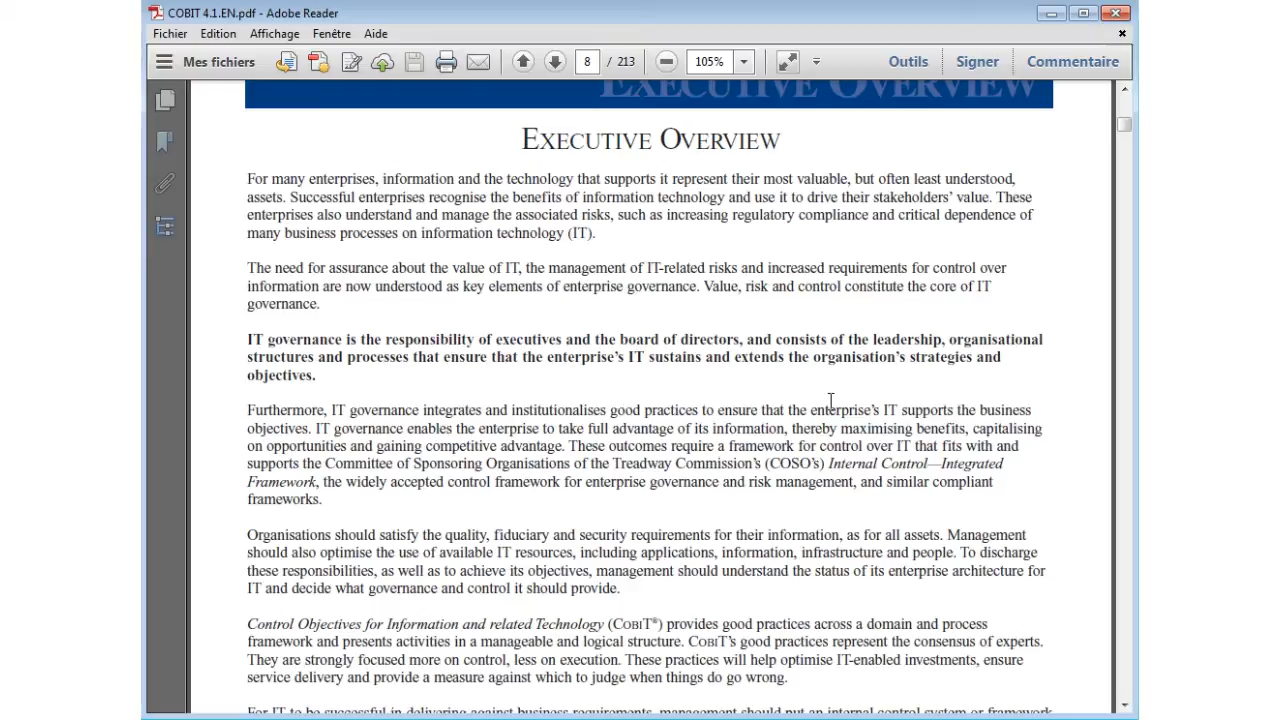 COBIT 4.1.EN.pdf - Adobe Reader
Fichier Edition Affichage Fenêtre Aide
Mes fichiers 8 / 213 105% Outils Signer Commentaire
EXECUTIVE OVERVIEW
EXECUTIVE OVERVIEW
For many enterprises, information and the technology that supports it represent their most valuable, but often least understood,
assets. Successful enterprises recognise the benefits of information technology and use it to drive their stakeholders’ value. These
enterprises also understand and manage the associated risks, such as increasing regulatory compliance and critical dependence of
many business processes on information technology (IT).
The need for assurance about the value of IT, the management of IT-related risks and increased requirements for control over
information are now understood as key elements of enterprise governance. Value, risk and control constitute the core of IT
governance.
IT governance is the responsibility of executives and the board of directors, and consists of the leadership, organisational
structures and processes that ensure that the enterprise’s IT sustains and extends the organisation’s strategies and
objectives.
Furthermore, IT governance integrates and institutionalises good practices to ensure that the enterprise’s IT supports the business
objectives. IT governance enables the enterprise to take full advantage of its information, thereby maximising benefits, capitalising
on opportunities and gaining competitive advantage. These outcomes require a framework for control over IT that fits with and
supports the Committee of Sponsoring Organisations of the Treadway Commission’s (COSO’s) Internal Control—Integrated
Framework, the widely accepted control framework for enterprise governance and risk management, and similar compliant
frameworks.
Organisations should satisfy the quality, fiduciary and security requirements for their information, as for all assets. Management
should also optimise the use of available IT resources, including applications, information, infrastructure and people. To discharge
these responsibilities, as well as to achieve its objectives, management should understand the status of its enterprise architecture for
IT and decide what governance and control it should provide.
Control Objectives for Information and related Technology (COBIT®) provides good practices across a domain and process
framework and presents activities in a manageable and logical structure. COBIT’s good practices represent the consensus of experts.
They are strongly focused more on control, less on execution. These practices will help optimise IT-enabled investments, ensure
service delivery and provide a measure against which to judge when things do go wrong.
For IT to be successful in delivering against business requirements, management should put an internal control system or framework